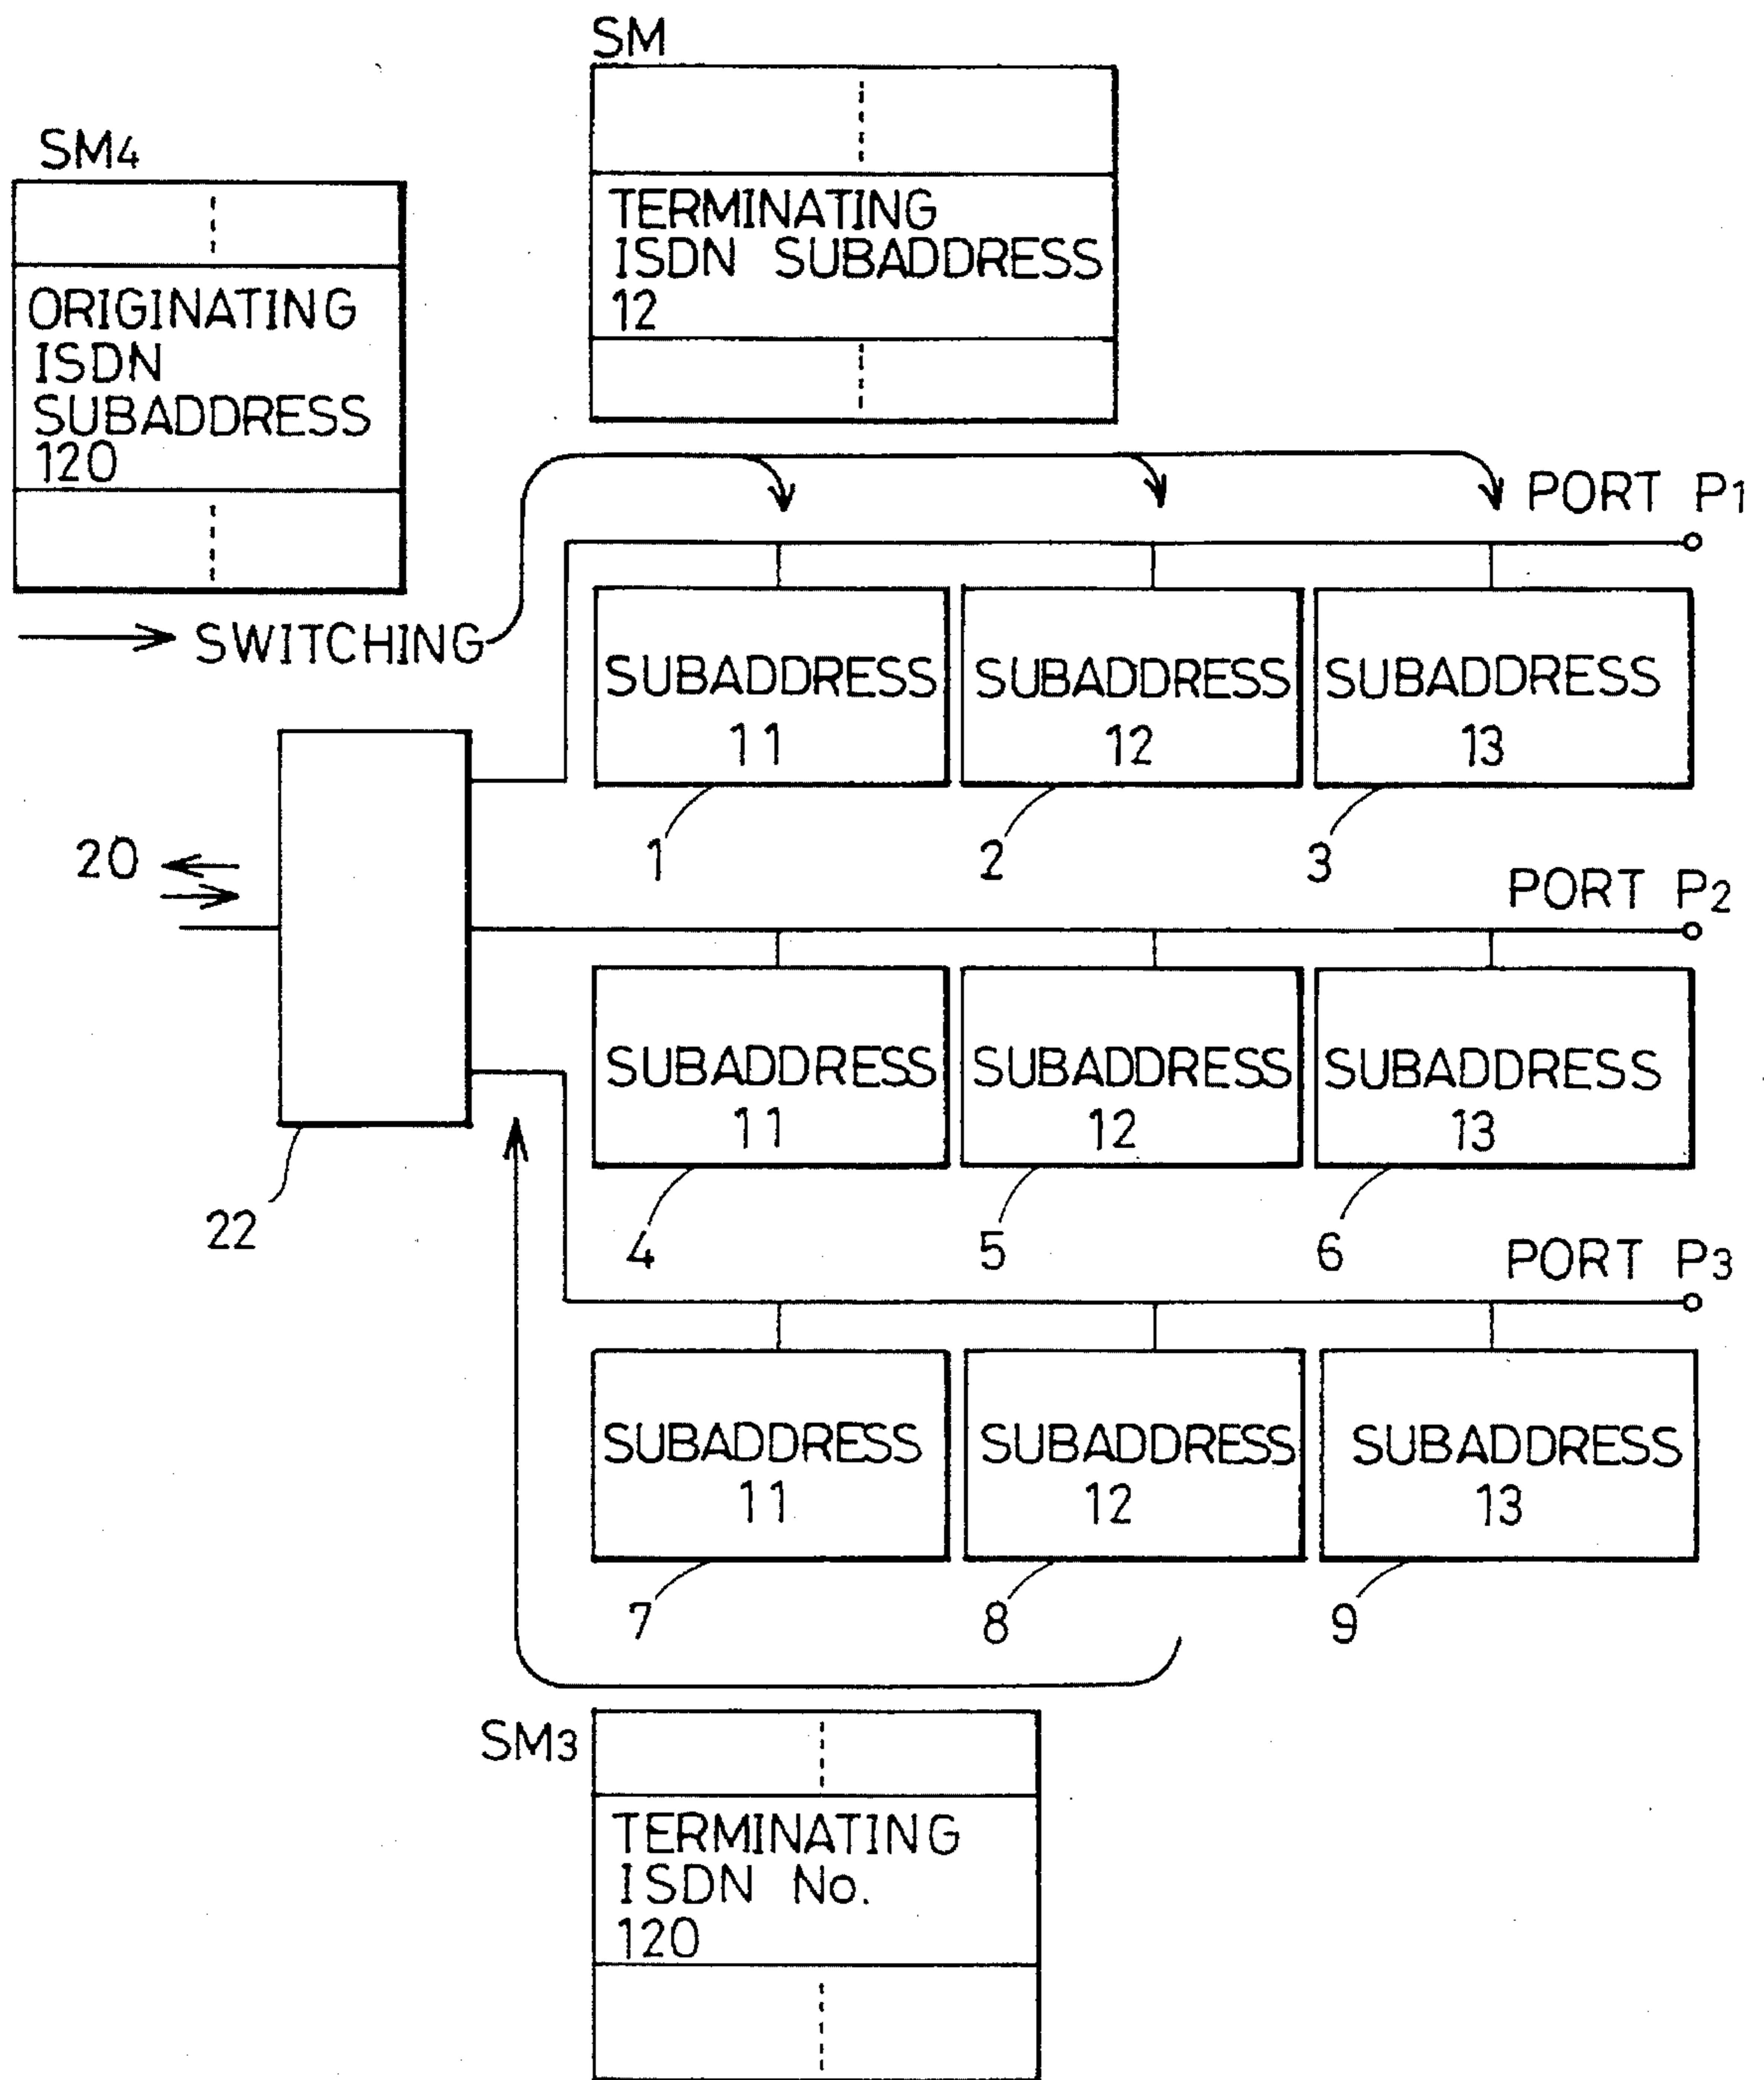 SM
SM4
TERMINATING
ISDN SUBADDRESS
12
ORIGINATING
ISDN
SUBADDRESS
120
PORT P1
SWITCHING
SUBADDRESS
11
SUBADDRESS
12
SUBADDRESS
13
1
2
3
20
PORT P2
SUBADDRESS
11
SUBADDRESS
12
SUBADDRESS
13
22
4
5
6
PORT P3
SUBADDRESS
11
SUBADDRESS
12
SUBADDRESS
13
7
8
9
SM3
TERMINATING
ISDN No.
120